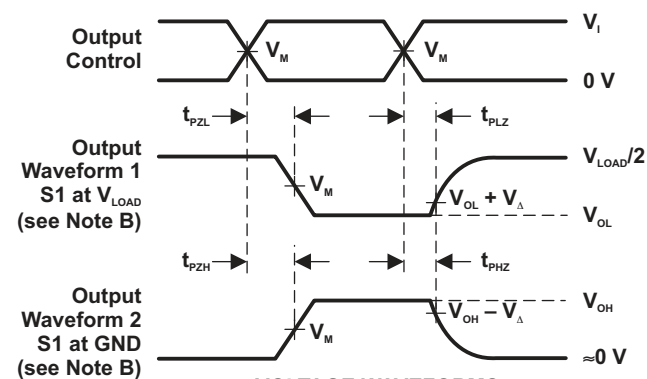 Output
Control
V_M
V_M
V_I
0 V
t_PZL
t_PLZ
Output
Waveform 1
S1 at V_LOAD
(see Note B)
V_M
V_OL + V_Δ
V_LOAD/2
V_OL
t_PZH
t_PHZ
Output
Waveform 2
S1 at GND
(see Note B)
V_M
V_OH – V_Δ
V_OH
≈0 V